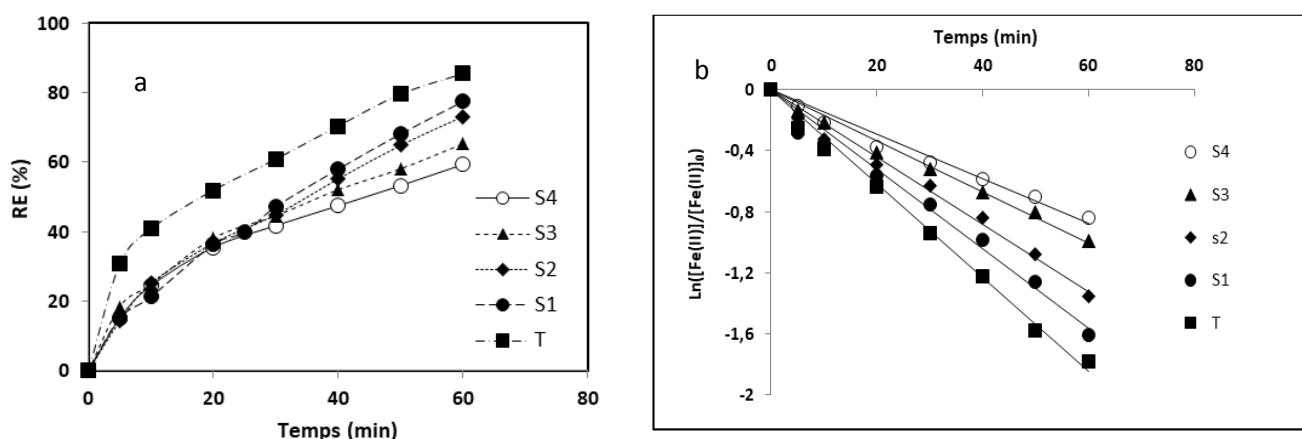 a
RE (%)
100
80
60
40
20
0
0 20 40 60 80
Temps (min)
S4
S3
S2
S1
T
b
Temps (min)
0 20 40 60 80
Ln([Fe(II)]/[Fe(II)]₀)
0
-0,4
-0,8
-1,2
-1,6
-2
S4
S3
s2
S1
T